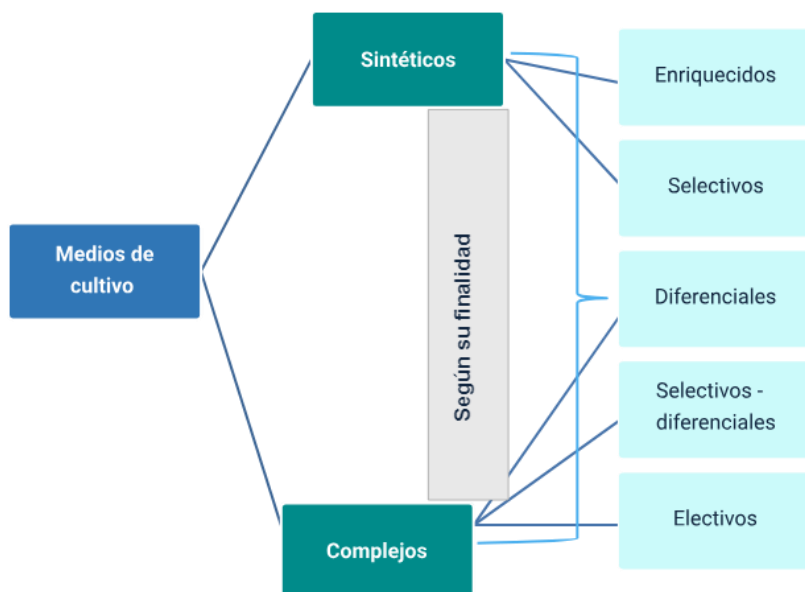 Medios de
cultivo
Sintéticos
Complejos
Según su finalidad
Enriquecidos
Selectivos
Diferenciales
Selectivos -
diferenciales
Electivos